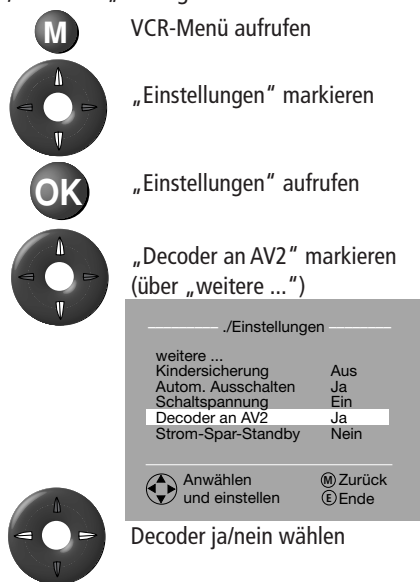 M VCR-Menü aufrufen
„Einstellungen" markieren
OK „Einstellungen" aufrufen
„Decoder an AV2" markieren
(über „weitere ...")
./Einstellungen
weitere ...
Kindersicherung Aus
Autom. Ausschalten Ja
Schaltspannung Ein
Decoder an AV2 Ja
Strom-Spar-Standby Nein
Anwählen M Zurück
und einstellen E Ende
Decoder ja/nein wählen